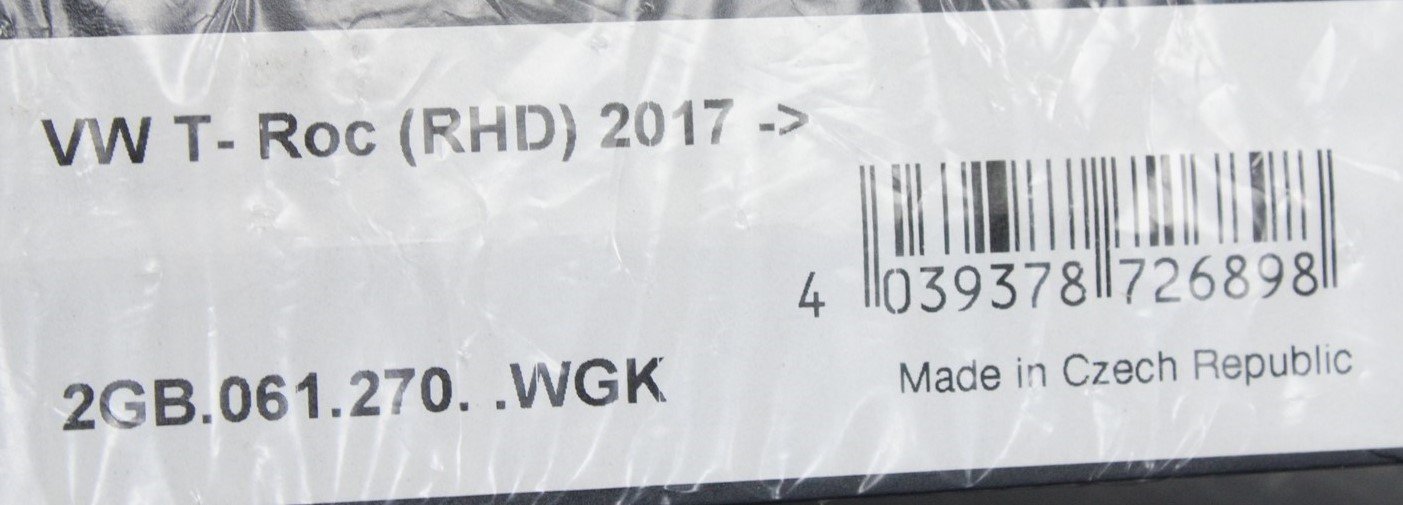 VW T- Roc (RHD) 2017 ->
4 039378 726898
2GB.061.270. .WGK
Made in Czech Republic